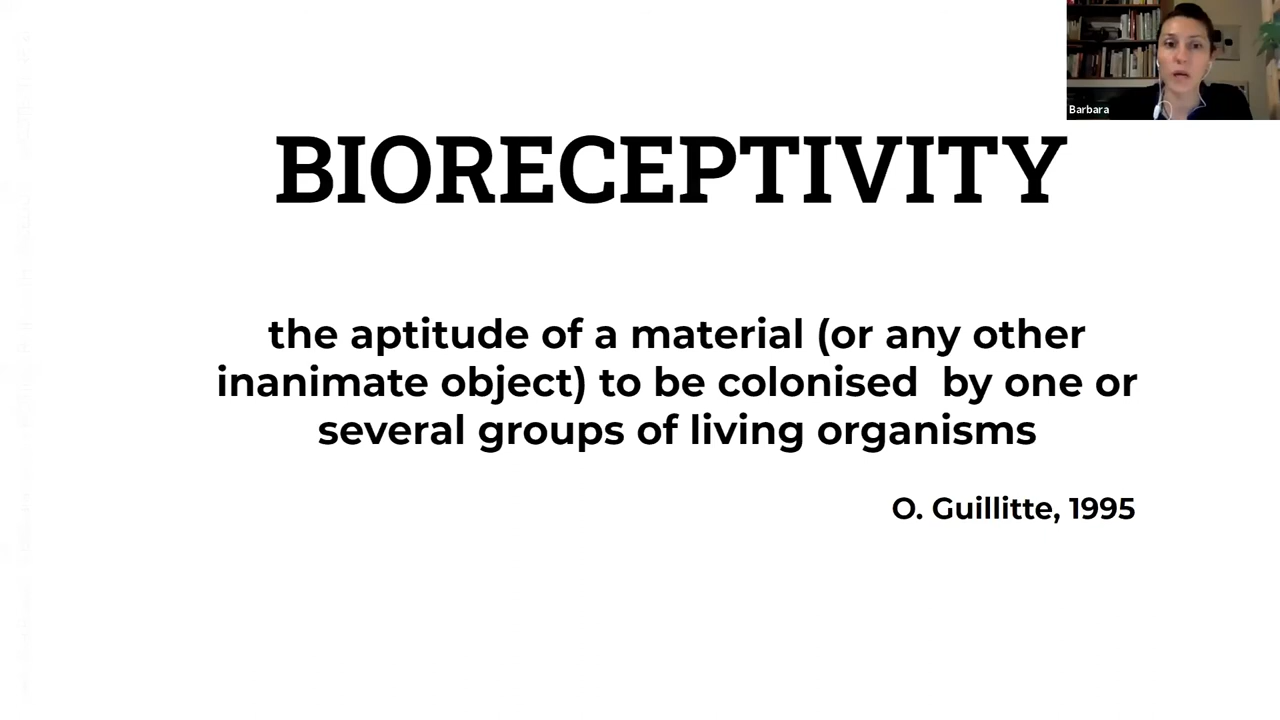 Barbara
BIORECEPTIVITY
the aptitude of a material (or any other
inanimate object) to be colonised  by one or
several groups of living organisms
O. Guillitte, 1995